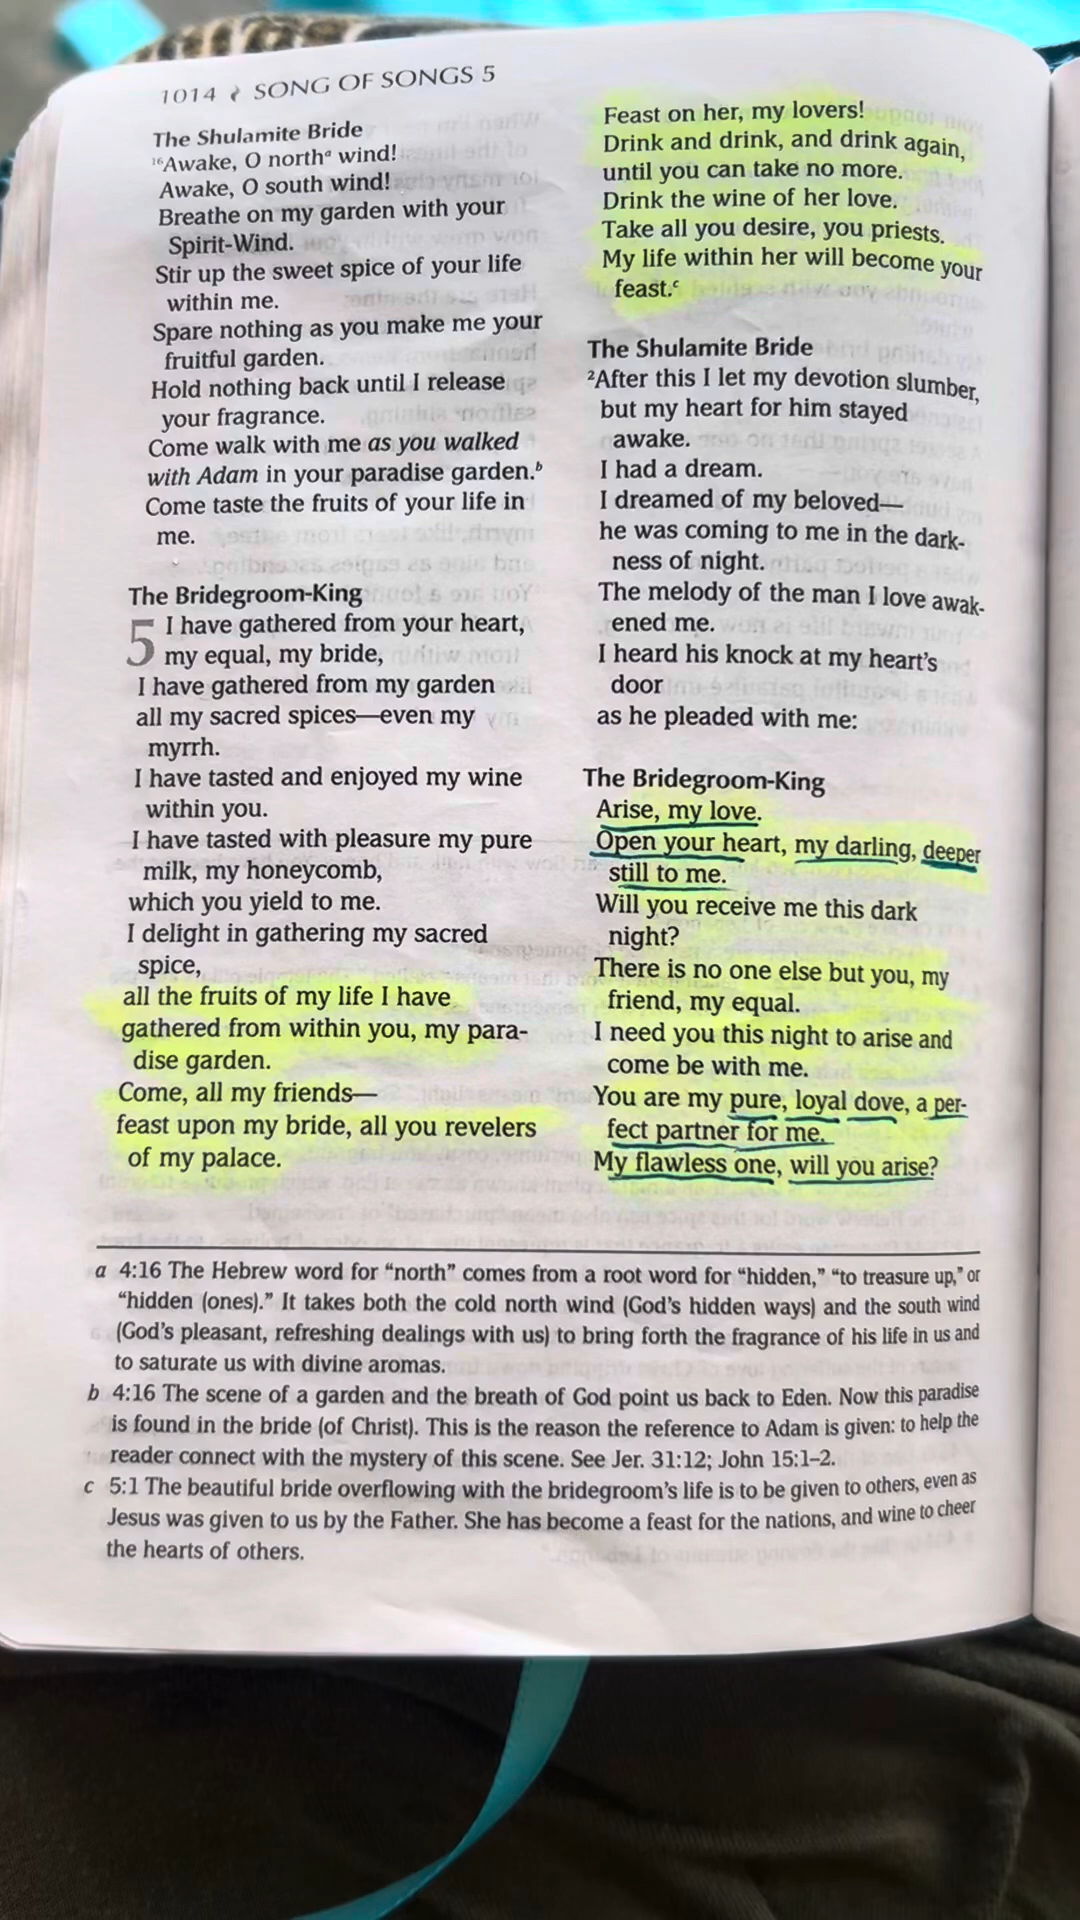 1014 SONG OF SONGS 5
The Shulamite Bride
¹⁶Awake, O northᵃ wind!
Awake, O south wind!
Breathe on my garden with your
Spirit-Wind.
Stir up the sweet spice of your life
within me.
Spare nothing as you make me your
fruitful garden.
Hold nothing back until I release
your fragrance.
Come walk with me as you walked
with Adam in your paradise garden.ᵇ
Come taste the fruits of your life in
me.
The Bridegroom-King
5 I have gathered from your heart,
my equal, my bride,
I have gathered from my garden
all my sacred spices—even my
myrrh.
I have tasted and enjoyed my wine
within you.
I have tasted with pleasure my pure
milk, my honeycomb,
which you yield to me.
I delight in gathering my sacred
spice,
all the fruits of my life I have
gathered from within you, my para-
dise garden.
Come, all my friends—
feast upon my bride, all you revelers
of my palace.
Feast on her, my lovers!
Drink and drink, and drink again,
until you can take no more.
Drink the wine of her love.
Take all you desire, you priests.
My life within her will become your
feast.ᶜ
The Shulamite Bride
²After this I let my devotion slumber,
but my heart for him stayed
awake.
I had a dream.
I dreamed of my beloved—
he was coming to me in the dark-
ness of night.
The melody of the man I love awak-
ened me.
I heard his knock at my heart's
door
as he pleaded with me:
The Bridegroom-King
Arise, my love.
Open your heart, my darling, deeper
still to me.
Will you receive me this dark
night?
There is no one else but you, my
friend, my equal.
I need you this night to arise and
come be with me.
You are my pure, loyal dove, a per-
fect partner for me.
My flawless one, will you arise?
a 4:16 The Hebrew word for “north” comes from a root word for “hidden,” “to treasure up,” or
“hidden (ones).” It takes both the cold north wind (God's hidden ways) and the south wind
(God's pleasant, refreshing dealings with us) to bring forth the fragrance of his life in us and
to saturate us with divine aromas.
b 4:16 The scene of a garden and the breath of God point us back to Eden. Now this paradise
is found in the bride (of Christ). This is the reason the reference to Adam is given: to help the
reader connect with the mystery of this scene. See Jer. 31:12; John 15:1–2.
c 5:1 The beautiful bride overflowing with the bridegroom's life is to be given to others, even as
Jesus was given to us by the Father. She has become a feast for the nations, and wine to cheer
the hearts of others.